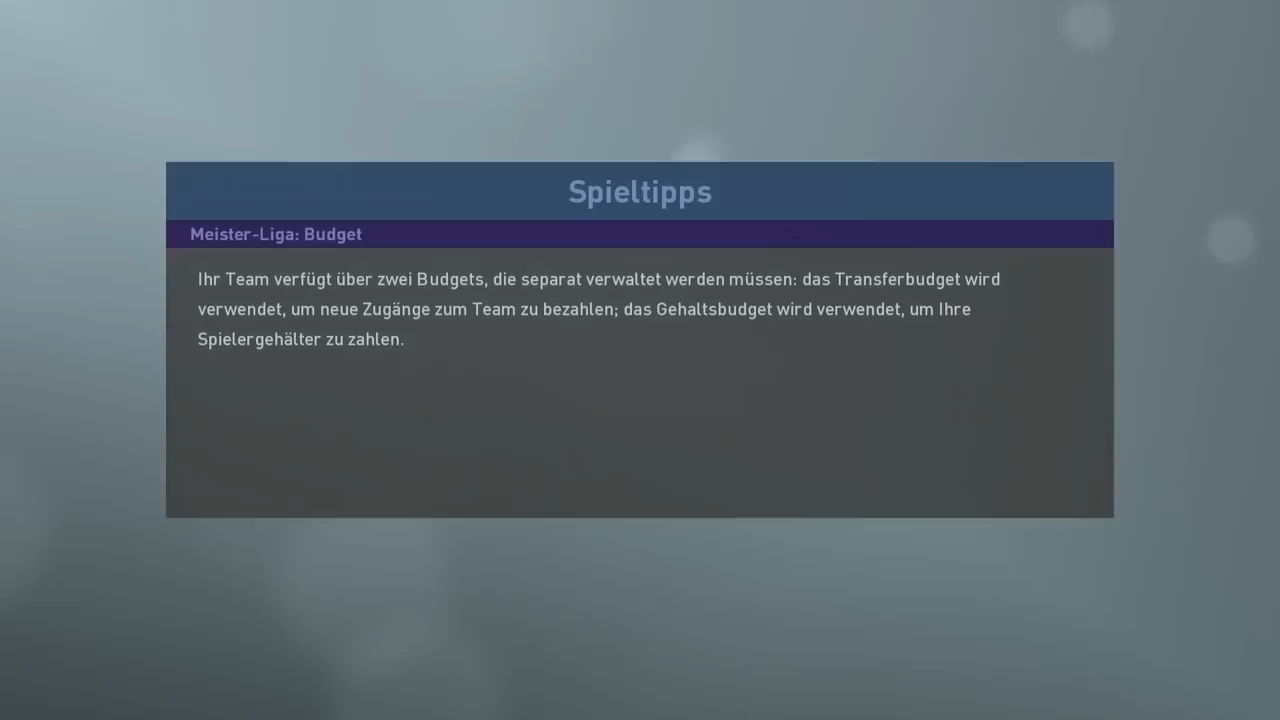 Spieltipps
Meister-Liga: Budget
Ihr Team verfügt über zwei Budgets, die separat verwaltet werden müssen: das Transferbudget wird
verwendet, um neue Zugänge zum Team zu bezahlen; das Gehaltsbudget wird verwendet, um Ihre
Spielergehälter zu zahlen.